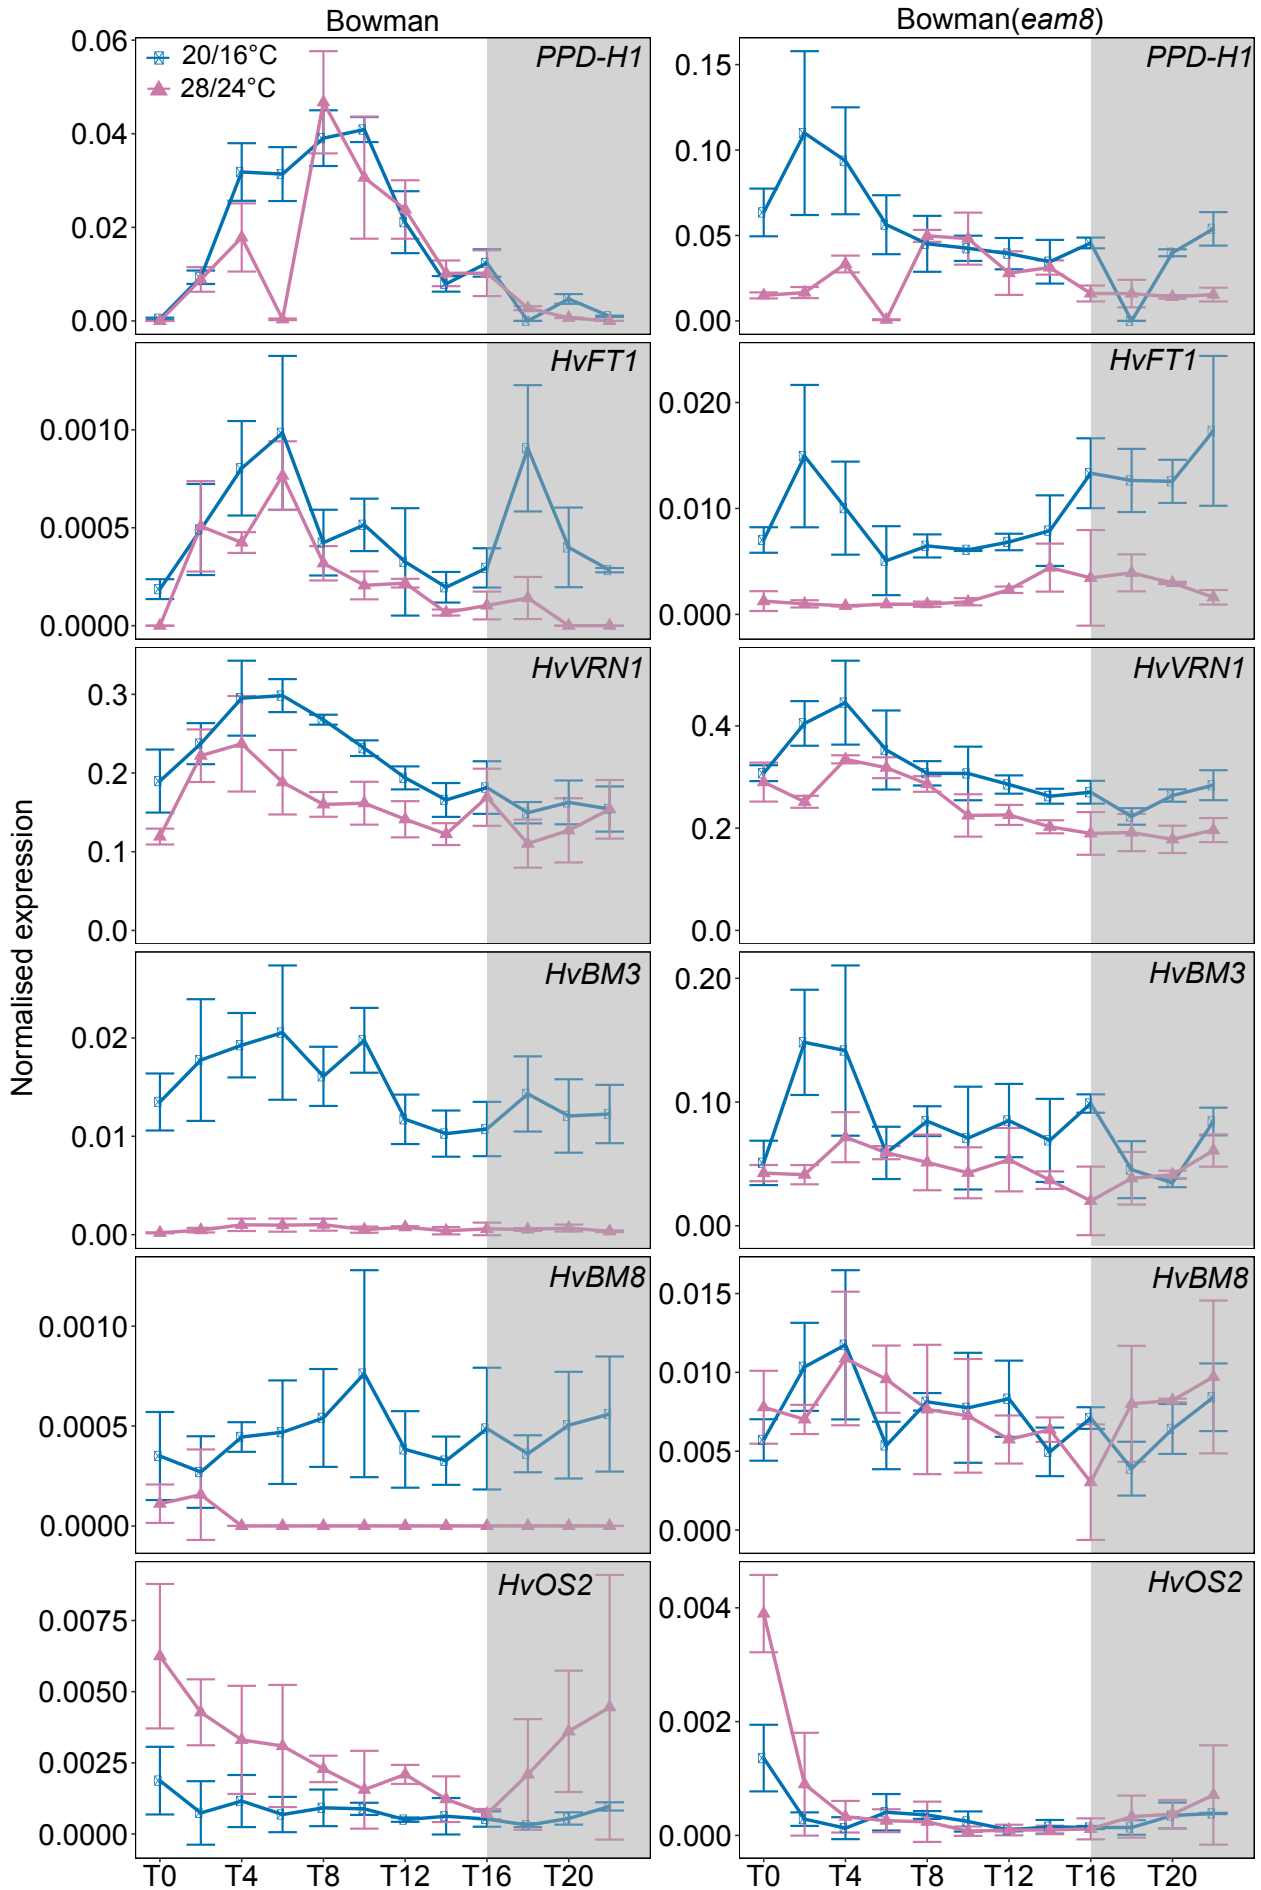 Bowman
Bowman(eam8)
20/16°C
28/24°C
PPD-H1
0.06
0.04
0.02
0.00
PPD-H1
0.15
0.10
0.05
0.00
HvFT1
0.0010
0.0005
0.0000
HvFT1
0.020
0.010
0.000
HvVRN1
0.3
0.2
0.1
0.0
HvVRN1
0.4
0.2
0.0
Normalised expression
HvBM3
0.02
0.01
0.00
HvBM3
0.20
0.10
0.00
HvBM8
0.0010
0.0005
0.0000
HvBM8
0.015
0.010
0.005
0.000
HvOS2
0.0075
0.0050
0.0025
0.0000
HvOS2
0.004
0.002
0.000
T0 T4 T8 T12 T16 T20
T0 T4 T8 T12 T16 T20